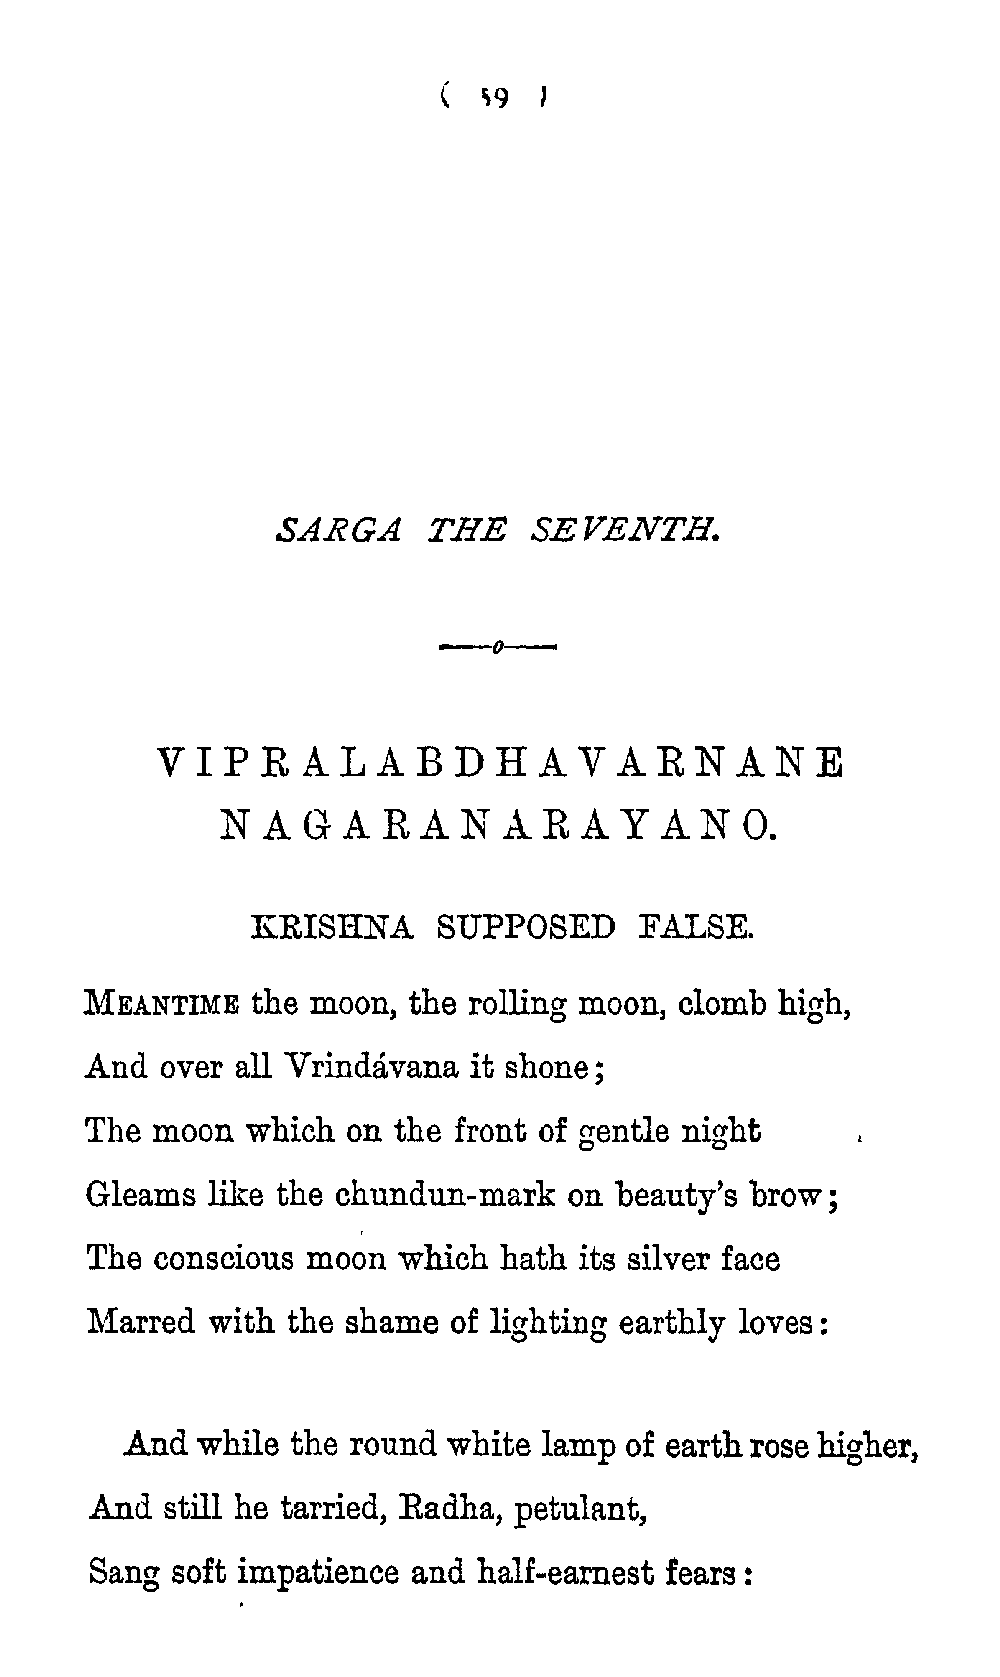 ( 59 )
SARGA THE SEVENTH.
VIPRALABDHAVARNANE
NAGARANARAYANO.
KRISHNA SUPPOSED FALSE.
MEANTIME the moon, the rolling moon, clomb high,
And over all Vrindávana it shone;
The moon which on the front of gentle night
Gleams like the chundun-mark on beauty's brow;
The conscious moon which hath its silver face
Marred with the shame of lighting earthly loves:
And while the round white lamp of earth rose higher,
And still he tarried, Radha, petulant,
Sang soft impatience and half-earnest fears: